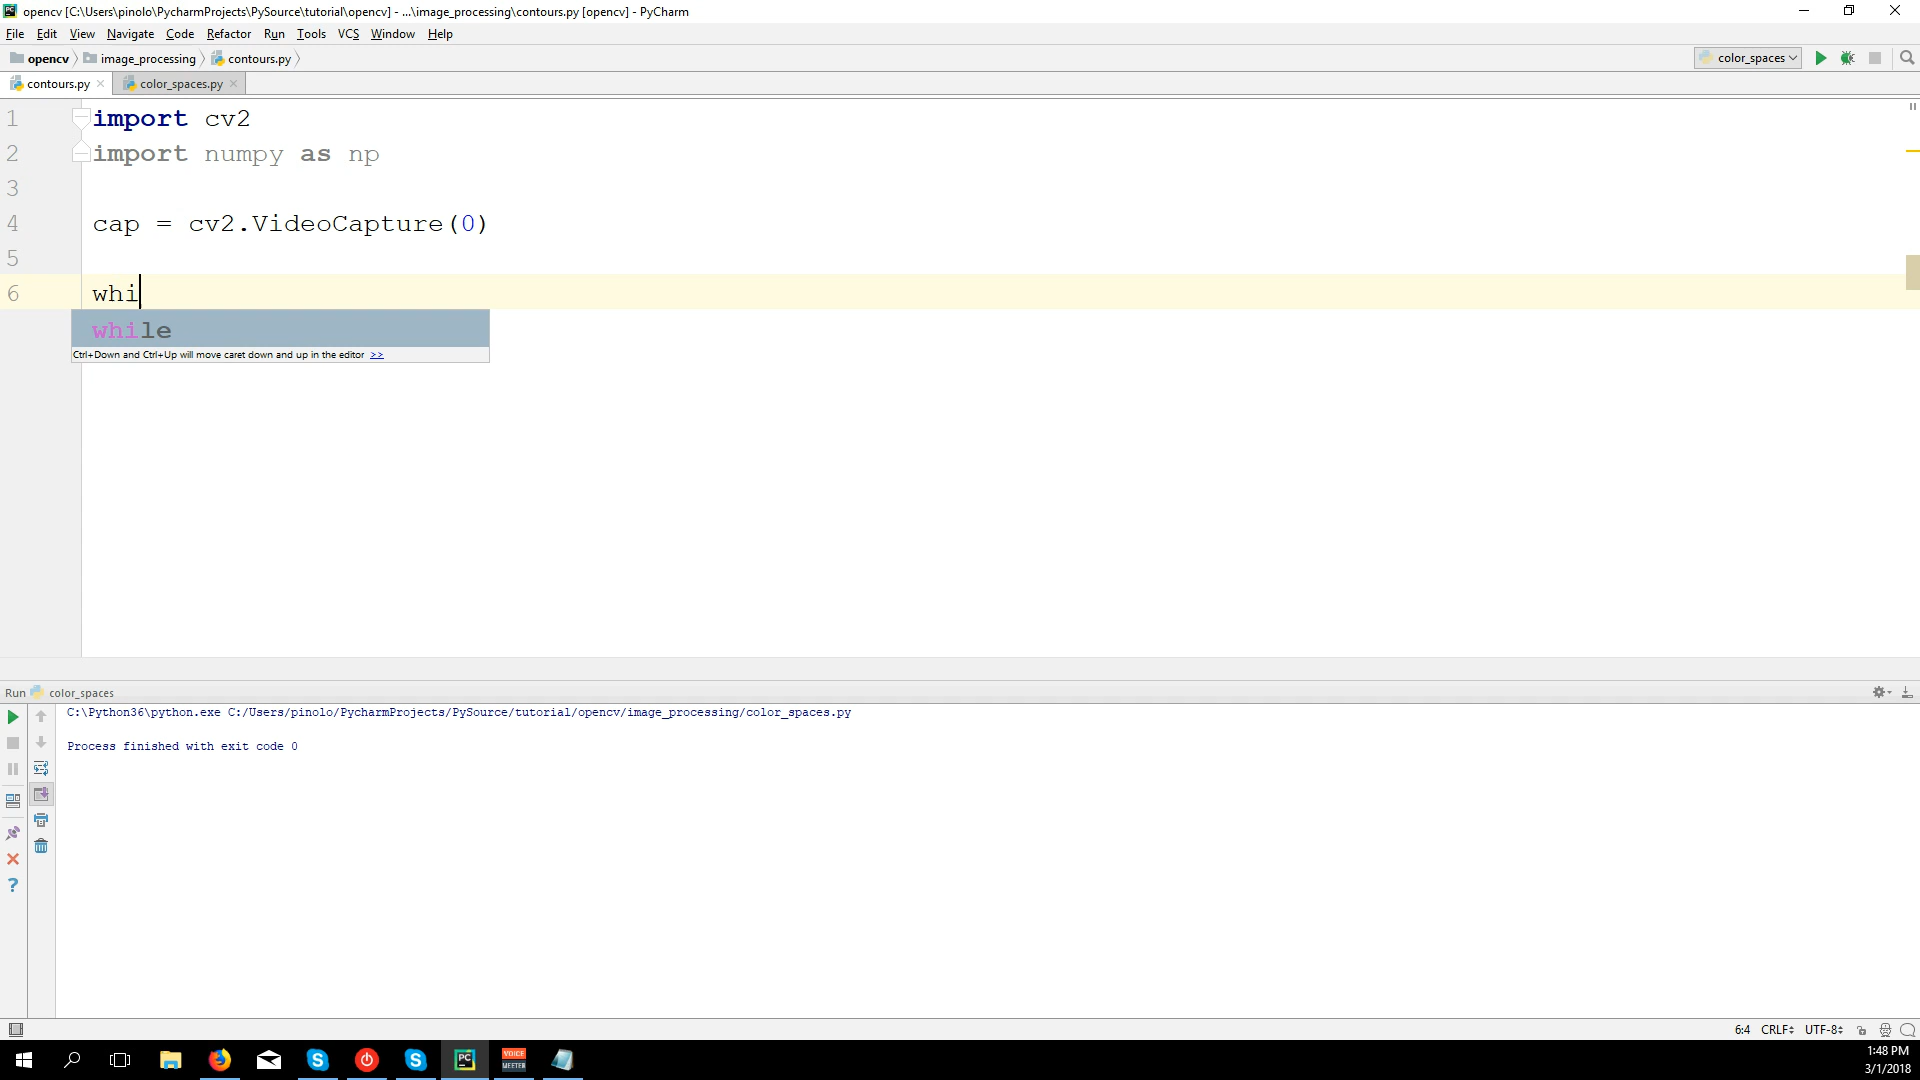 opencv [C:\Users\pinolo\PycharmProjects\PySource\tutorial\opencv] - ...\image_processing\contours.py [opencv] - PyCharm
File Edit View Navigate Code Refactor Run Tools VCS Window Help
opencv image_processing contours.py color_spaces
contours.py color_spaces.py
1 import cv2
2 import numpy as np
3
4 cap = cv2.VideoCapture(0)
5
6 whi
while
Ctrl+Down and Ctrl+Up will move caret down and up in the editor >>
Run color_spaces
C:\Python36\python.exe C:/Users/pinolo/PycharmProjects/PySource/tutorial/opencv/image_processing/color_spaces.py
Process finished with exit code 0
6:4 CRLF UTF-8
PC VOICE MEETER
1:48 PM
3/1/2018